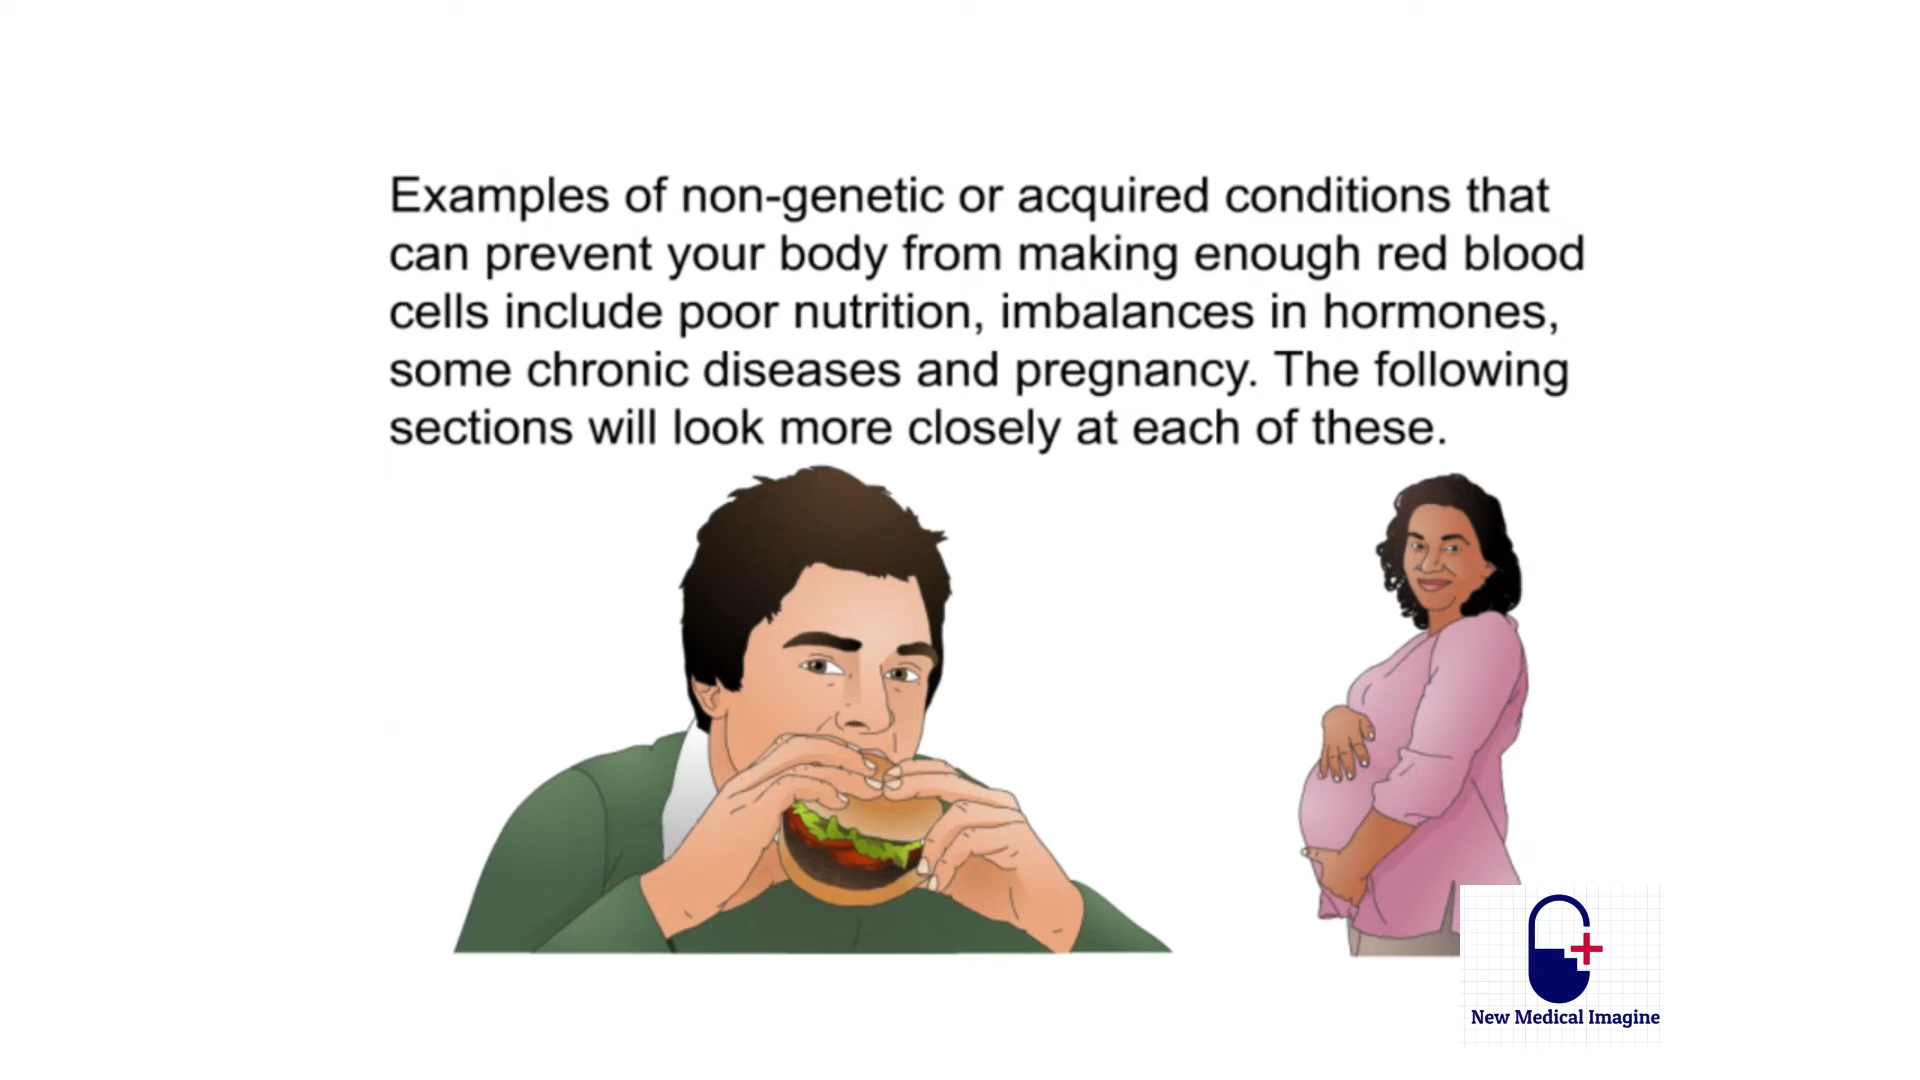 Examples of non-genetic or acquired conditions that
can prevent your body from making enough red blood
cells include poor nutrition, imbalances in hormones,
some chronic diseases and pregnancy. The following
sections will look more closely at each of these.
New Medical Imagine